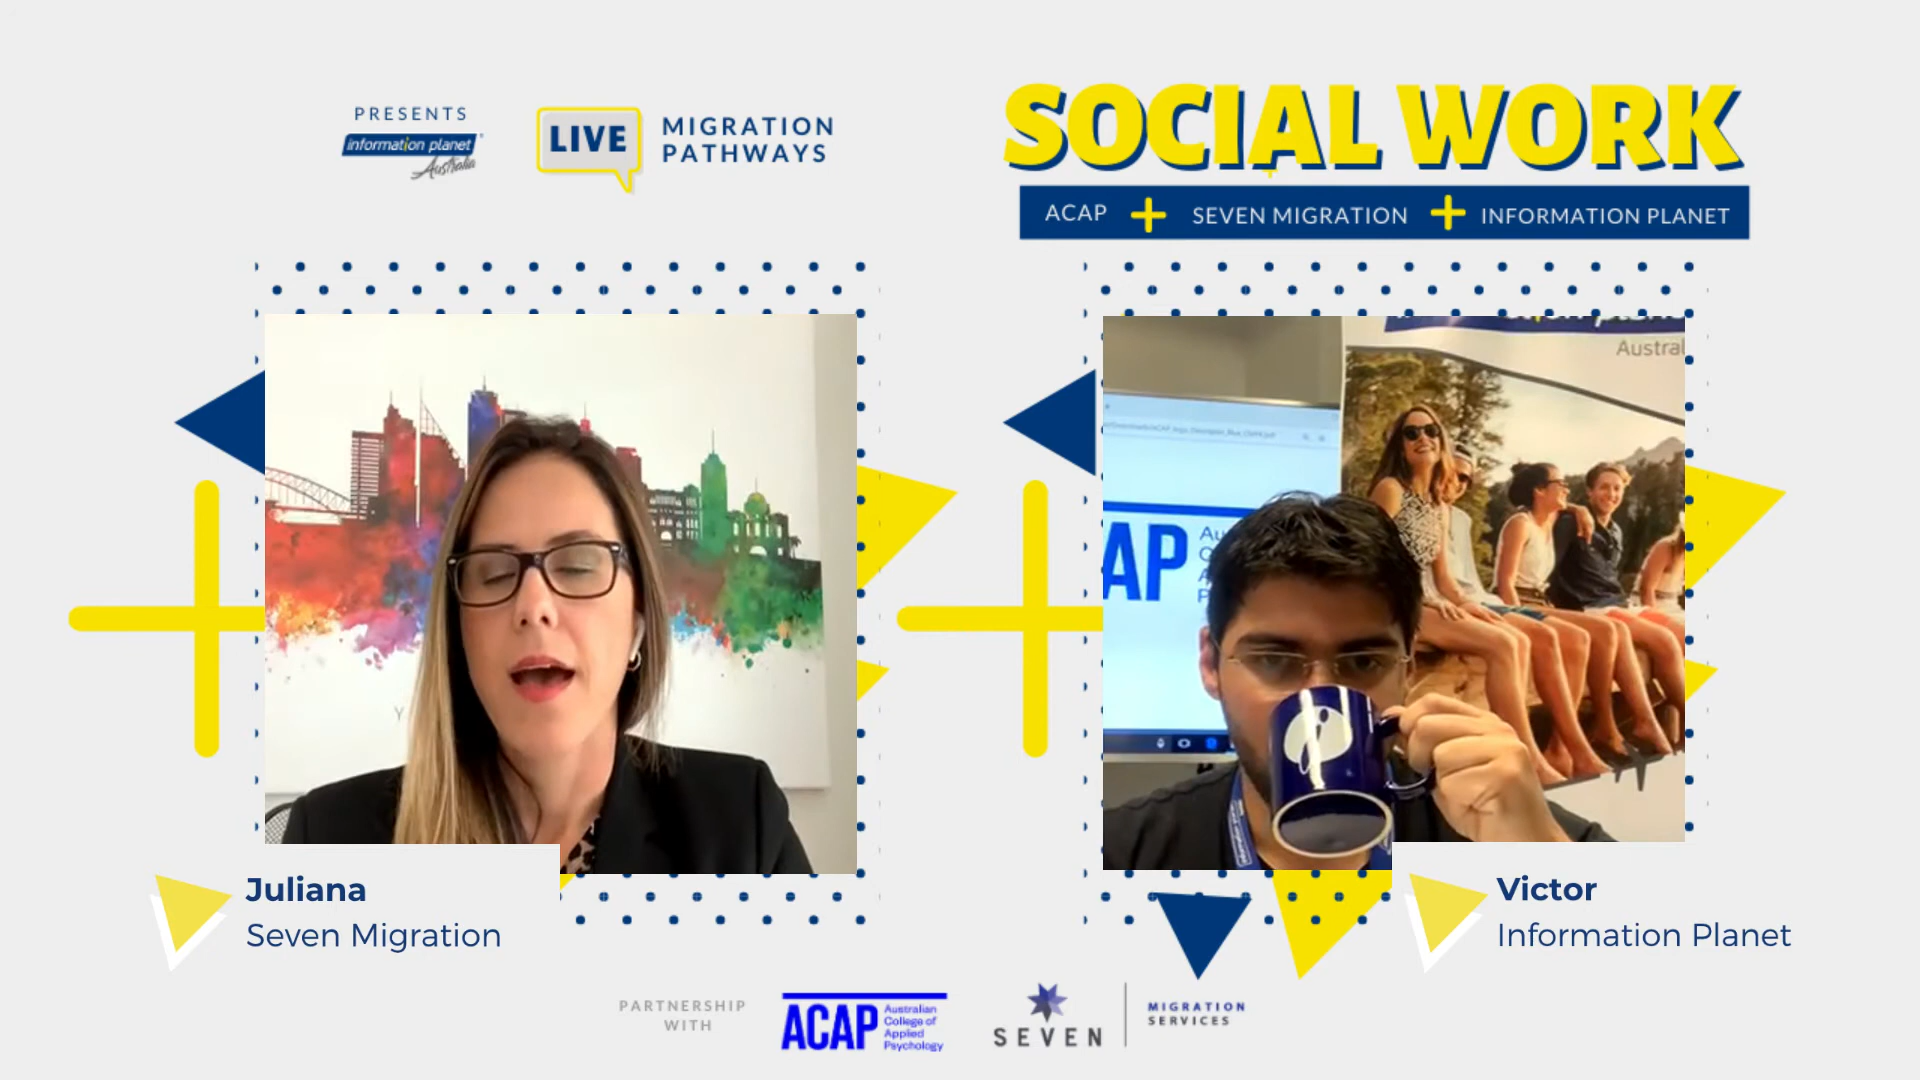 PRESENTS
information planet
Australia
LIVE
MIGRATION
PATHWAYS
SOCIAL WORK
ACAP + SEVEN MIGRATION + INFORMATION PLANET
Austral
AP
Juliana
Seven Migration
Victor
Information Planet
PARTNERSHIP
WITH
ACAP
Australian
College of
Applied
Psychology
SEVEN
MIGRATION
SERVICES